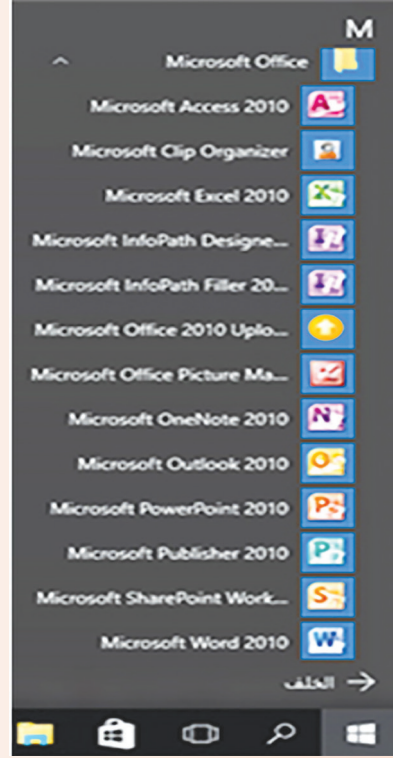 M
Microsoft Office
Microsoft Access 2010
Microsoft Clip Organizer
Microsoft Excel 2010
Microsoft InfoPath Designe...
Microsoft InfoPath Filler 20...
Microsoft Office 2010 Uplo...
Microsoft Office Picture Ma...
Microsoft OneNote 2010
Microsoft Outlook 2010
Microsoft PowerPoint 2010
Microsoft Publisher 2010
Microsoft SharePoint Work...
Microsoft Word 2010
الخلف